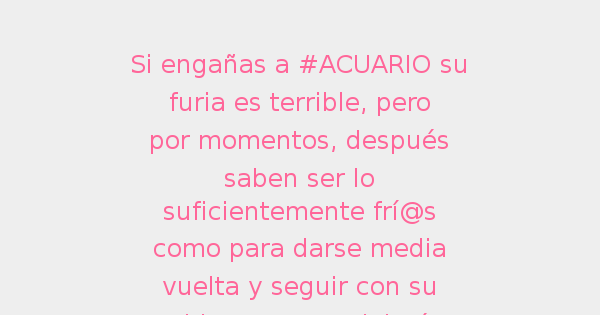 Si engañas a #ACUARIO su
furia es terrible, pero
por momentos, después
saben ser lo
suficientemente frí@s
como para darse media
vuelta y seguir con su